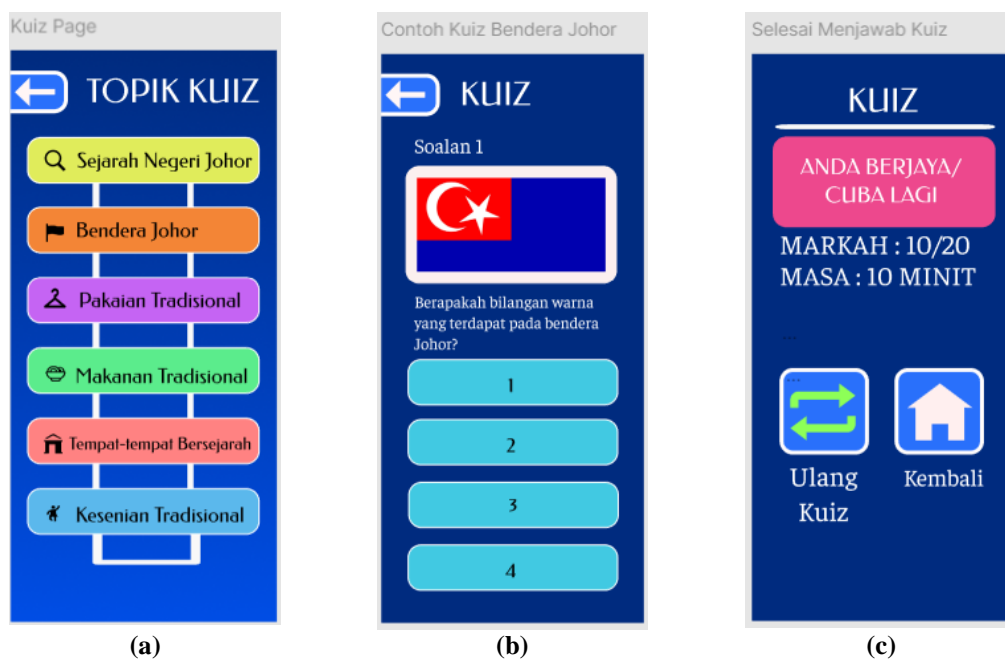 Kuiz Page
TOPIK KUIZ
Sejarah Negeri Johor
Bendera Johor
Pakaian Tradisional
Makanan Tradisional
Tempat-tempat Bersejarah
Kesenian Tradisional
(a)
Contoh Kuiz Bendera Johor
KUIZ
Soalan 1
Berapakah bilangan warna
yang terdapat pada bendera
Johor?
1
2
3
4
(b)
Selesai Menjawab Kuiz
KUIZ
ANDA BERJAYA/
CUBA LAGI
MARKAH : 10/20
MASA : 10 MINIT
...
...
Ulang
Kuiz
Kembali
(c)